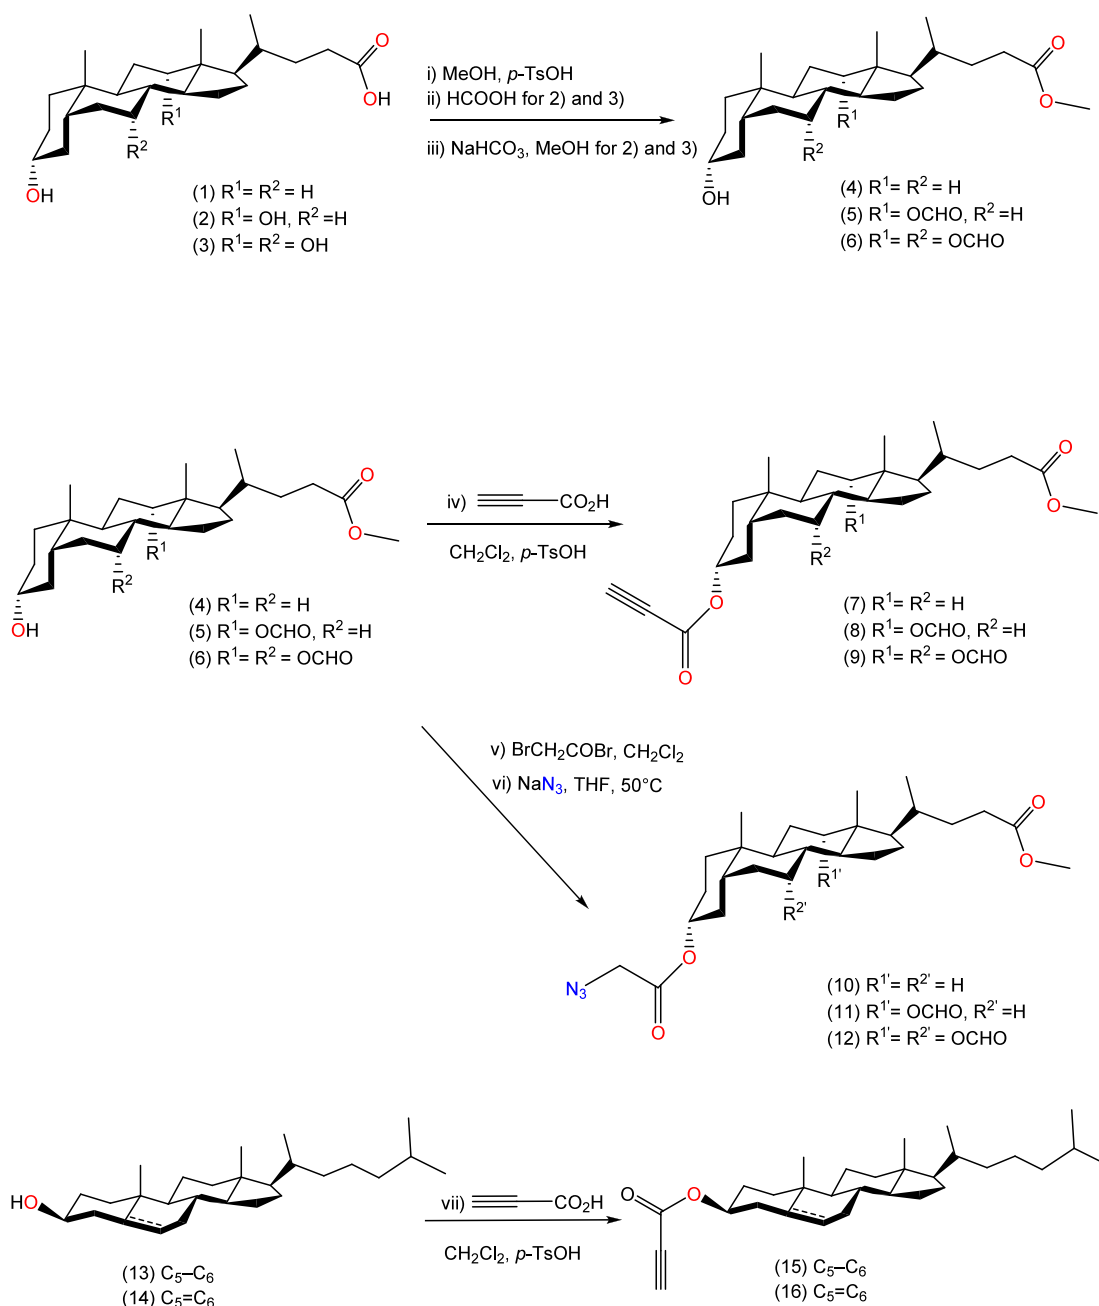 O
OH
R¹
R²
OH
(1) R¹= R² = H
(2) R¹= OH, R² =H
(3) R¹= R² = OH
i) MeOH, p-TsOH
ii) HCOOH for 2) and 3)
iii) NaHCO₃, MeOH for 2) and 3)
O
O
R¹
R²
OH
(4) R¹= R² = H
(5) R¹= OCHO, R² =H
(6) R¹= R² = OCHO
O
O
R¹
R²
OH
(4) R¹= R² = H
(5) R¹= OCHO, R² =H
(6) R¹= R² = OCHO
iv) CO₂H
CH₂Cl₂, p-TsOH
O
O
R¹
R²
O
O
(7) R¹= R² = H
(8) R¹= OCHO, R² =H
(9) R¹= R² = OCHO
v) BrCH₂COBr, CH₂Cl₂
vi) NaN₃, THF, 50°C
O
O
R¹'
R²'
O
N₃
O
(10) R¹'= R²' = H
(11) R¹'= OCHO, R²' =H
(12) R¹'= R²' = OCHO
HO
(13) C₅–C₆
(14) C₅=C₆
vii) CO₂H
CH₂Cl₂, p-TsOH
O
O
(15) C₅–C₆
(16) C₅=C₆